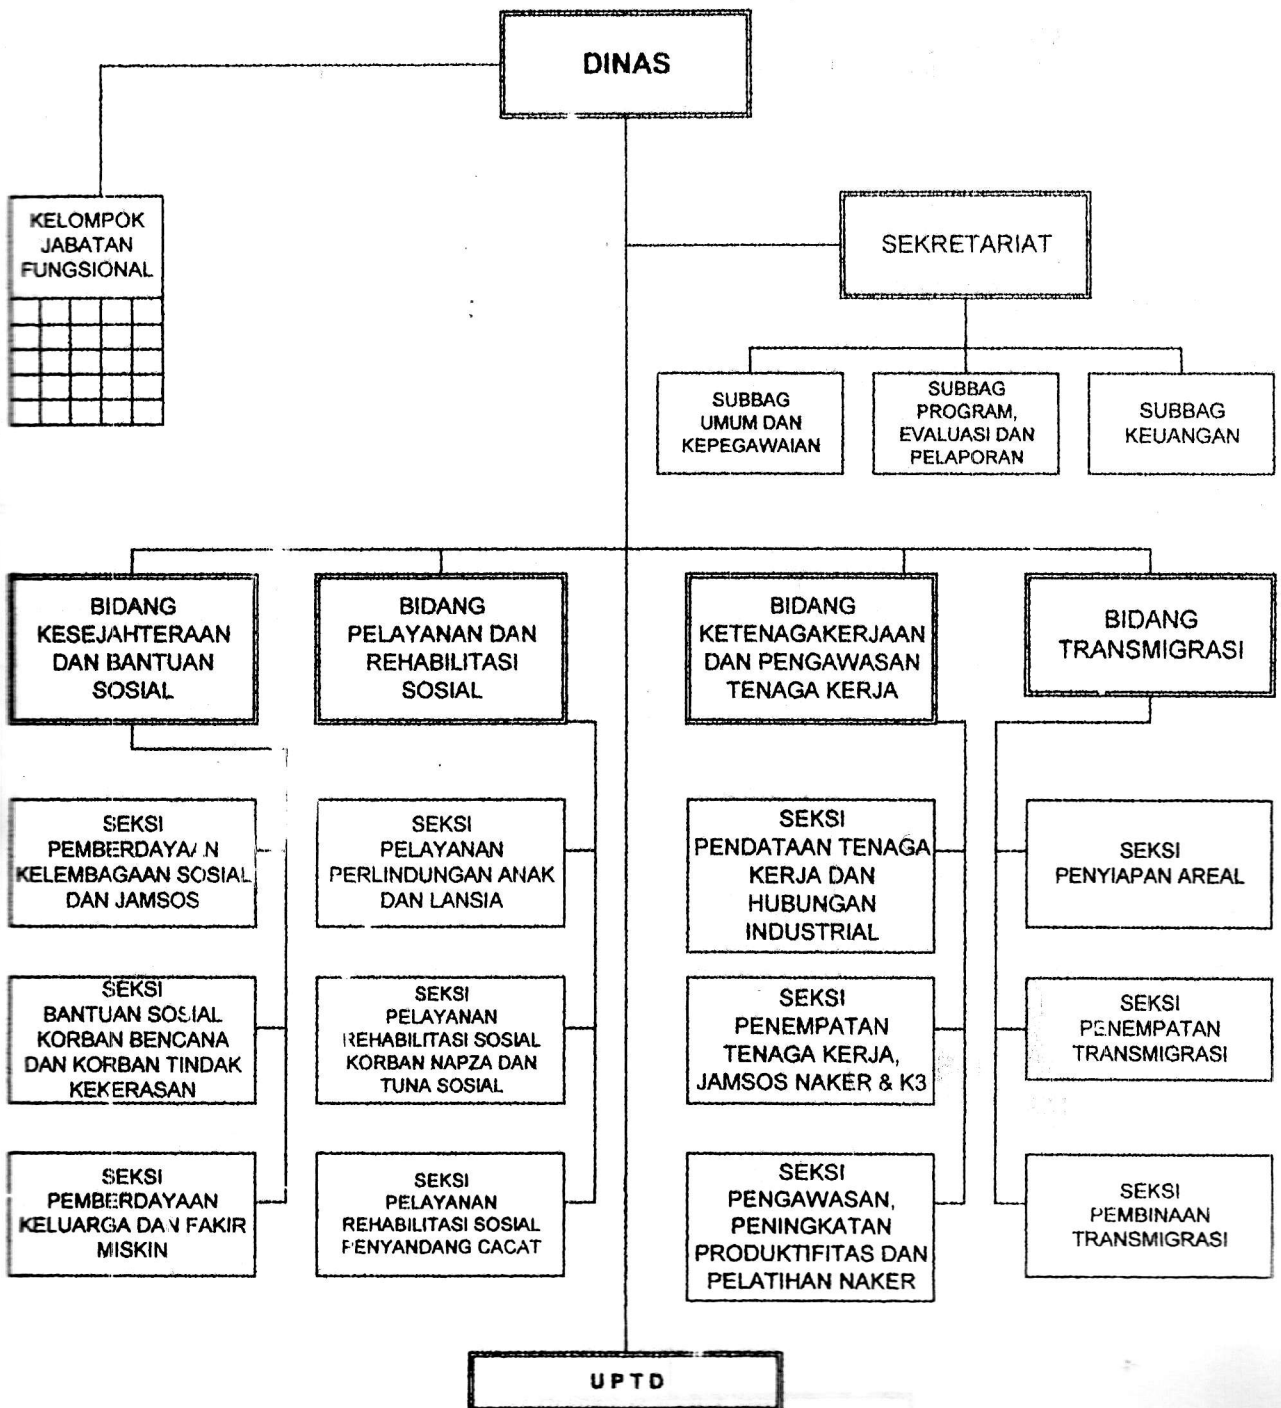 DINAS
KELOMPOK
JABATAN
FUNGSIONAL
SEKRETARIAT
SUBBAG
UMUM DAN
KEPEGAWAIAN
SUBBAG
PROGRAM,
EVALUASI DAN
PELAPORAN
SUBBAG
KEUANGAN
BIDANG
KESEJAHTERAAN
DAN BANTUAN
SOSIAL
BIDANG
PELAYANAN DAN
REHABILITASI
SOSIAL
BIDANG
KETENAGAKERJAAN
DAN PENGAWASAN
TENAGA KERJA
BIDANG
TRANSMIGRASI
SEKSI
PEMBERDAYAAN
KELEMBAGAAN SOSIAL
DAN JAMSOS
SEKSI
PELAYANAN
PERLINDUNGAN ANAK
DAN LANSIA
SEKSI
PENDATAAN TENAGA
KERJA DAN
HUBUNGAN
INDUSTRIAL
SEKSI
PENYIAPAN AREAL
SEKSI
BANTUAN SOSIAL
KORBAN BENCANA
DAN KORBAN TINDAK
KEKERASAN
SEKSI
PELAYANAN
REHABILITASI SOSIAL
KORBAN NAPZA DAN
TUNA SOSIAL
SEKSI
PENEMPATAN
TENAGA KERJA,
JAMSOS NAKER & K3
SEKSI
PENEMPATAN
TRANSMIGRASI
SEKSI
PEMBERDAYAAN
KELUARGA DAN FAKIR
MISKIN
SEKSI
PELAYANAN
REHABILITASI SOSIAL
PENYANDANG CACAT
SEKSI
PENGAWASAN,
PENINGKATAN
PRODUKTIFITAS DAN
PELATIHAN NAKER
SEKSI
PEMBINAAN
TRANSMIGRASI
UPTD